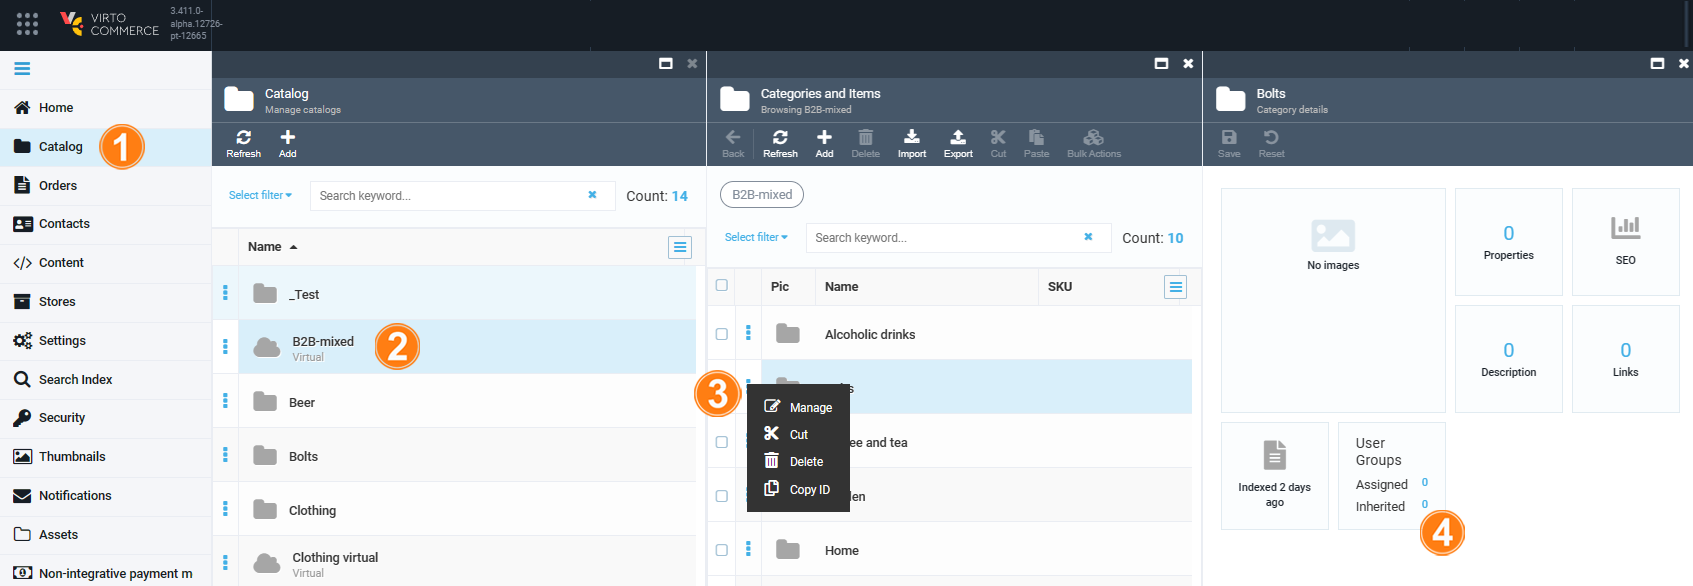 VIRTO
COMMERCE
3.411.0-
alpha.12726-
pt-12665
Home
Catalog
1
Orders
Contacts
Content
Stores
Settings
Search Index
Security
Thumbnails
Notifications
Assets
Non-integrative payment m
Catalog
Manage catalogs
Refresh
Add
Select filter
Search keyword...
Count: 14
Name
_Test
B2B-mixed
Virtual
2
Beer
Bolts
Clothing
Clothing virtual
Virtual
Categories and Items
Browsing B2B-mixed
Back
Refresh
Add
Delete
Import
Export
Cut
Paste
Bulk Actions
B2B-mixed
Select filter
Search keyword...
Count: 10
Pic
Name
SKU
Alcoholic drinks
3
s
Manage
Cut
Delete
Copy ID
ee and tea
den
Home
Bolts
Category details
Save
Reset
No images
0
Properties
SEO
0
Description
0
Links
Indexed 2 days
ago
User
Groups
Assigned 0
Inherited 0
4